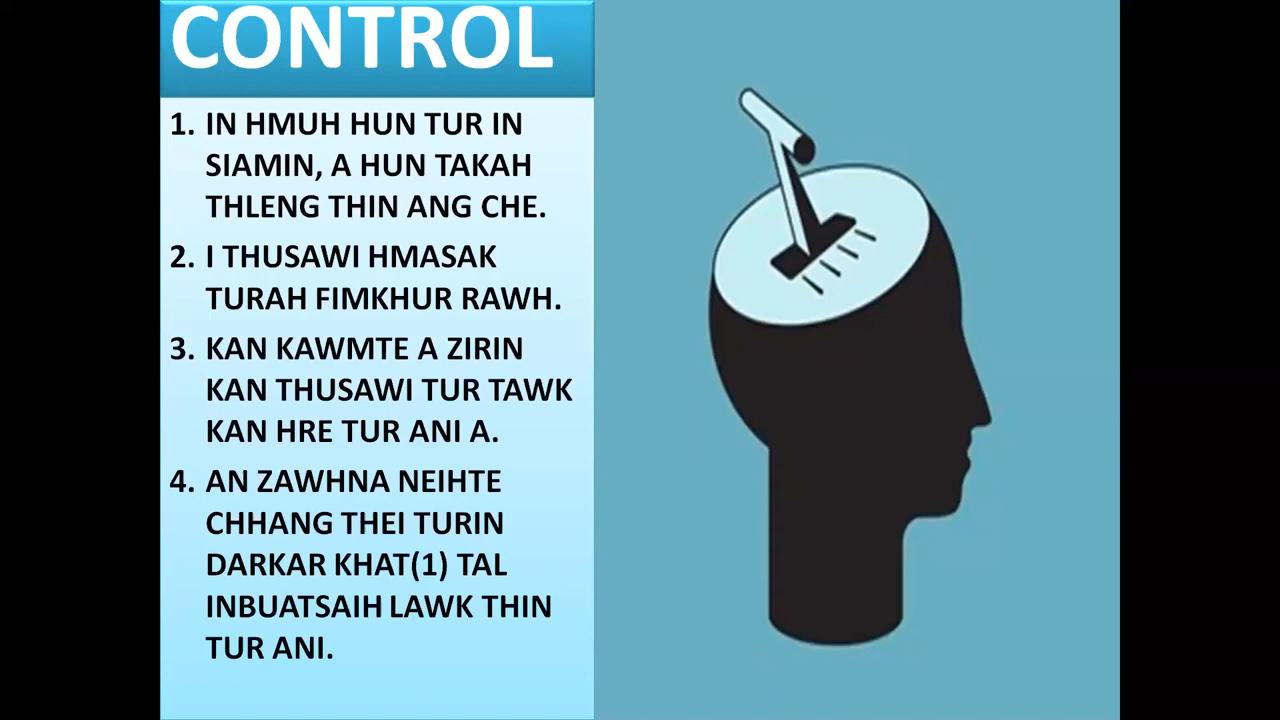 CONTROL
1. IN HMUH HUN TUR IN
SIAMIN, A HUN TAKAH
THLENG THIN ANG CHE.
2. I THUSAWI HMASAK
TURAH FIMKHUR RAWH.
3. KAN KAWMTE A ZIRIN
KAN THUSAWI TUR TAWK
KAN HRE TUR ANI A.
4. AN ZAWHNA NEIHTE
CHHANG THEI TURIN
DARKAR KHAT(1) TAL
INBUATSAIH LAWK THIN
TUR ANI.